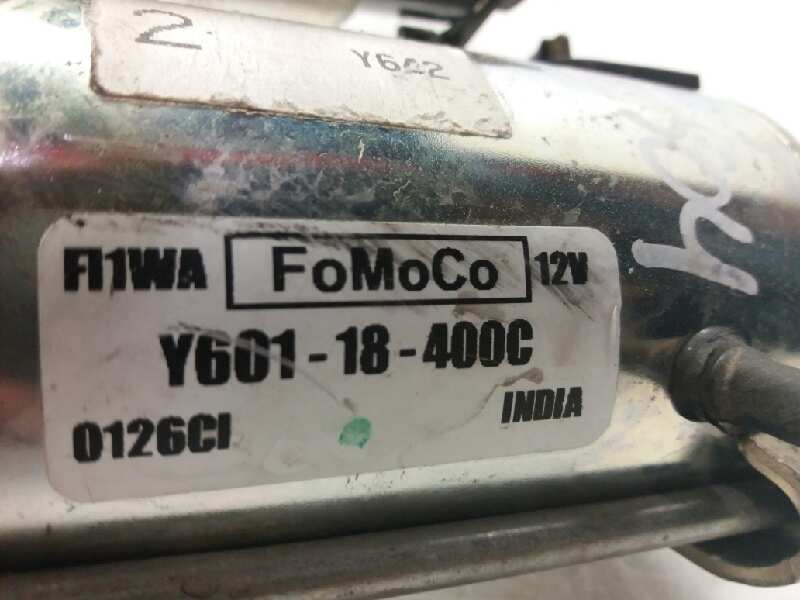 2
Y642
FI1WA FoMoCo 12V
Y601-18-400C
0126CI INDIA